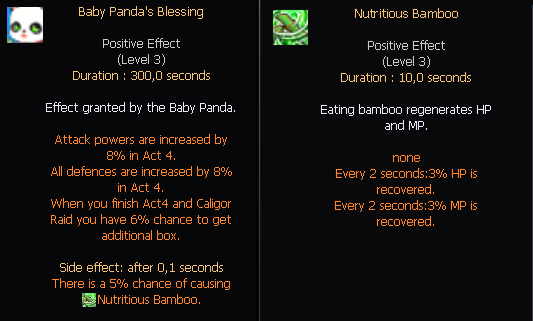 Baby Panda's Blessing
Positive Effect
(Level 3)
Duration : 300,0 seconds
Effect granted by the Baby Panda.
Attack powers are increased by
8% in Act 4.
All defences are increased by 8%
in Act 4.
When you finish Act4 and Caligor
Raid you have 6% chance to get
additional box.
Side effect: after 0,1 seconds
There is a 5% chance of causing
Nutritious Bamboo.
Nutritious Bamboo
Positive Effect
(Level 3)
Duration : 10,0 seconds
Eating bamboo regenerates HP
and MP.
none
Every 2 seconds:3% HP is
recovered.
Every 2 seconds:3% MP is
recovered.